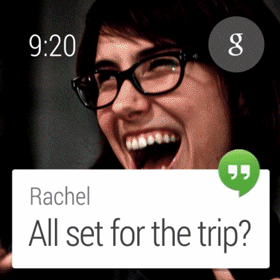 9:20
g
Rachel
All set for the trip?